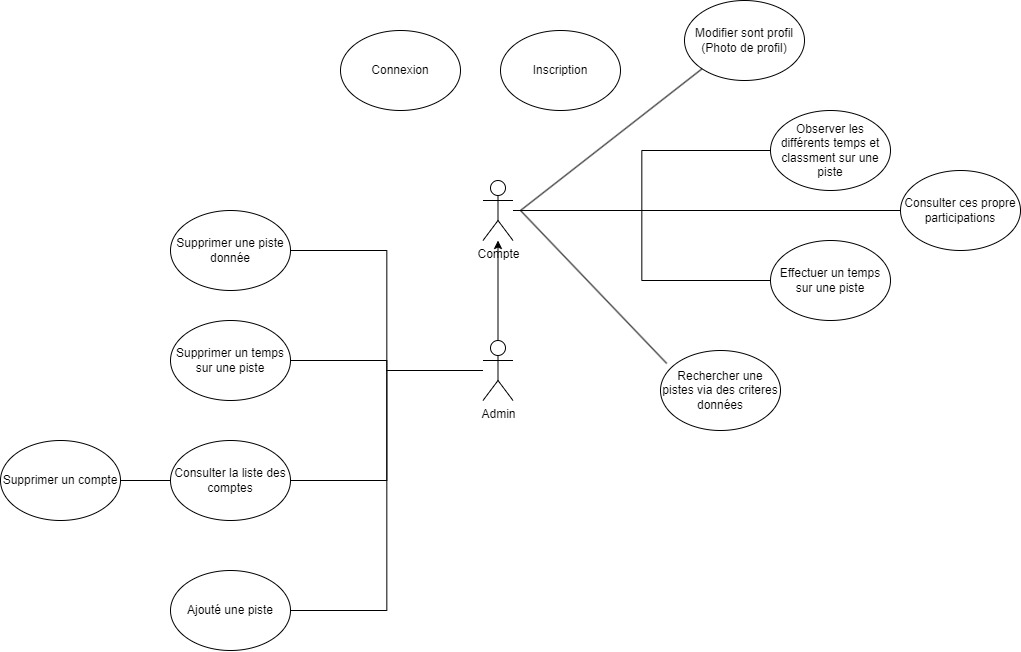 Modifier sont profil
(Photo de profil)
Connexion
Inscription
Observer les
différents temps et
classment sur une
piste
Consulter ces propre
participations
Compte
Supprimer une piste
donnée
Effectuer un temps
sur une piste
Supprimer un temps
sur une piste
Admin
Rechercher une
pistes via des criteres
données
Supprimer un compte
Consulter la liste des
comptes
Ajouté une piste